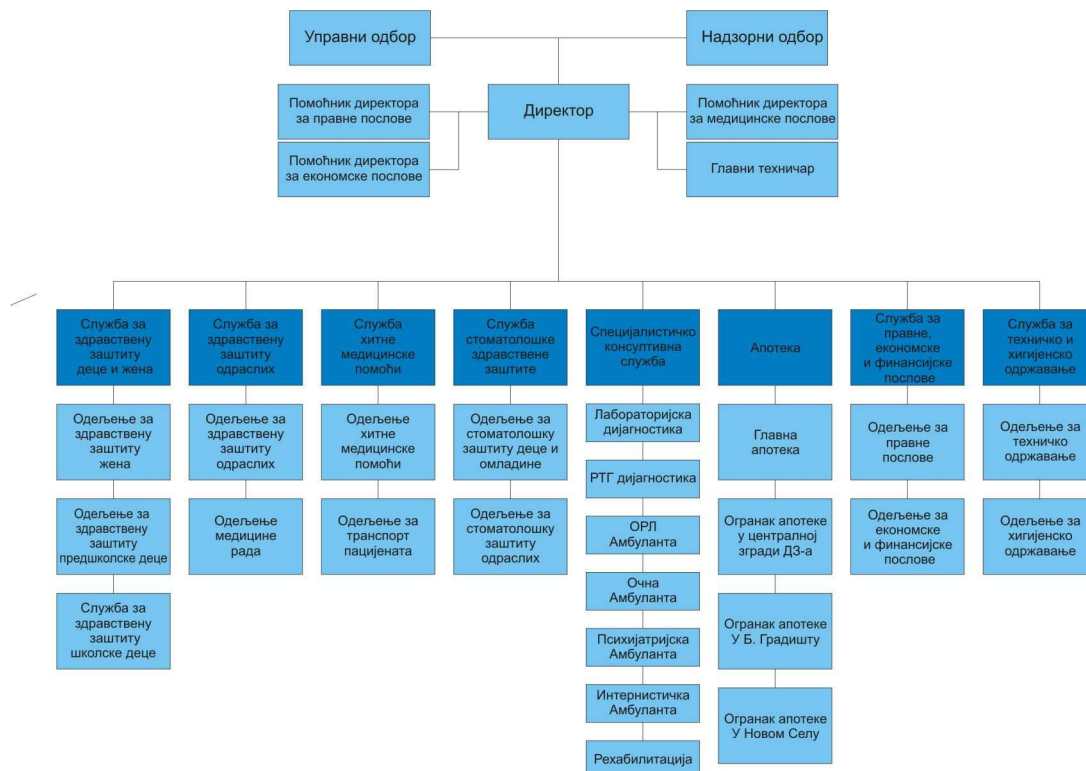 Управни одбор
Надзорни одбор
Помоћник директора
за правне послове
Директор
Помоћник директора
за медицинске послове
Помоћник директора
за економске послове
Главни техничар
Служба за
здравствену
заштиту
деце и жена
Служба за
здравствену
заштиту
одраслих
Служба
хитне
медицинске
помоћи
Служба
стоматолошке
здравствене
заштите
Специјалистичко
консултивна
служба
Апотека
Служба за
правне,
економске
и финансијске
послове
Служба за
техничко и
хигијенско
одржавање
Одељење за
здравствену
заштиту
жена
Одељење за
здравствену
заштиту
одраслих
Одељење
хитне
медицинске
помоћи
Одељење за
стоматолошку
заштиту деце и
омладине
Лабораторијска
дијагностика
Главна
апотека
Одељење за
правне
послове
Одељење за
техничко
одржавање
РТГ дијагностика
Одељење за
здравствену
заштиту
предшколске деце
Одељење
медицине
рада
Одељење за
транспорт
пацијената
Одељење за
стоматолошку
заштиту
одраслих
ОРЛ
Амбуланта
Огранак апотеке
у централној
згради ДЗ-а
Одељење за
економске
и финансијске
послове
Одељење за
хигијенско
одржавање
Очна
Амбуланта
Служба за
здравствену
заштиту
школске деце
Психијатријска
Амбуланта
Огранак апотеке
У Б. Градишту
Интернистичка
Амбуланта
Огранак апотеке
У Новом Селу
Рехабилитација